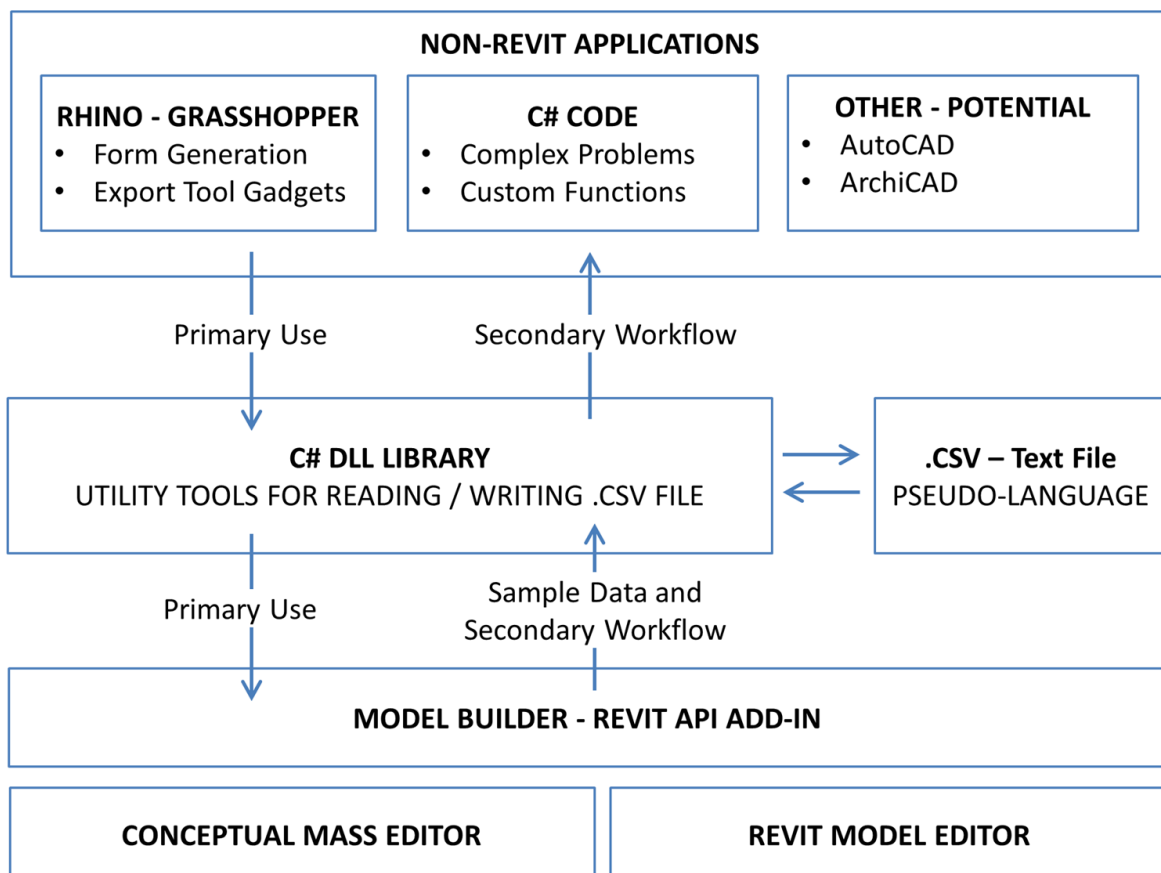 NON-REVIT APPLICATIONS
RHINO - GRASSHOPPER
• Form Generation
• Export Tool Gadgets
C# CODE
• Complex Problems
• Custom Functions
OTHER - POTENTIAL
• AutoCAD
• ArchiCAD
Primary Use
Secondary Workflow
C# DLL LIBRARY
UTILITY TOOLS FOR READING / WRITING .CSV FILE
.CSV – Text File
PSEUDO-LANGUAGE
Primary Use
Sample Data and
Secondary Workflow
MODEL BUILDER - REVIT API ADD-IN
CONCEPTUAL MASS EDITOR
REVIT MODEL EDITOR